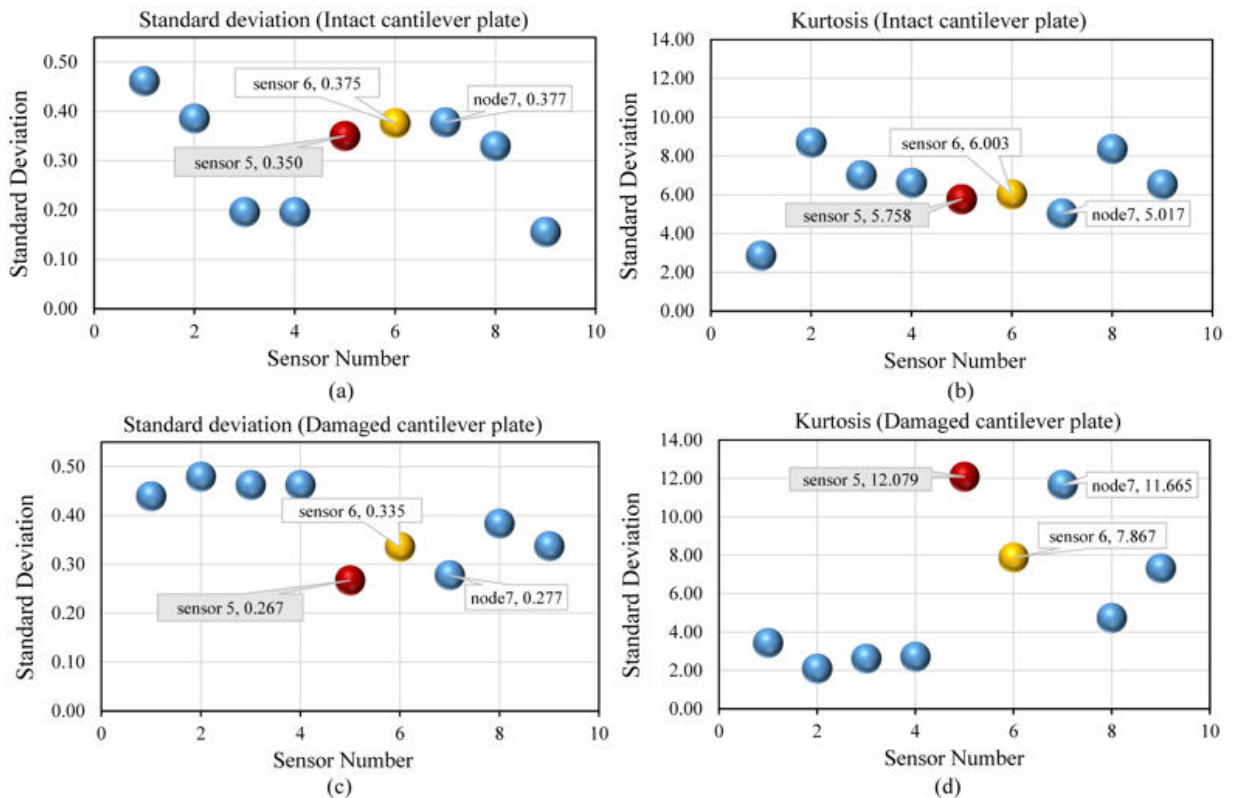 Standard deviation (Intact cantilever plate)
Standard Deviation
0.50
0.40
0.30
0.20
0.10
0.00
sensor 6, 0.375
node7, 0.377
sensor 5, 0.350
0 2 4 6 8 10
Sensor Number
(a)
Kurtosis (Intact cantilever plate)
Standard Deviation
14.00
12.00
10.00
8.00
6.00
4.00
2.00
0.00
sensor 6, 6.003
sensor 5, 5.758
node7, 5.017
0 2 4 6 8 10
Sensor Number
(b)
Standard deviation (Damaged cantilever plate)
Standard Deviation
0.50
0.40
0.30
0.20
0.10
0.00
sensor 6, 0.335
sensor 5, 0.267
node7, 0.277
0 2 4 6 8 10
Sensor Number
(c)
Kurtosis (Damaged cantilever plate)
Standard Deviation
14.00
12.00
10.00
8.00
6.00
4.00
2.00
0.00
sensor 5, 12.079
node7, 11.665
sensor 6, 7.867
0 2 4 6 8 10
Sensor Number
(d)